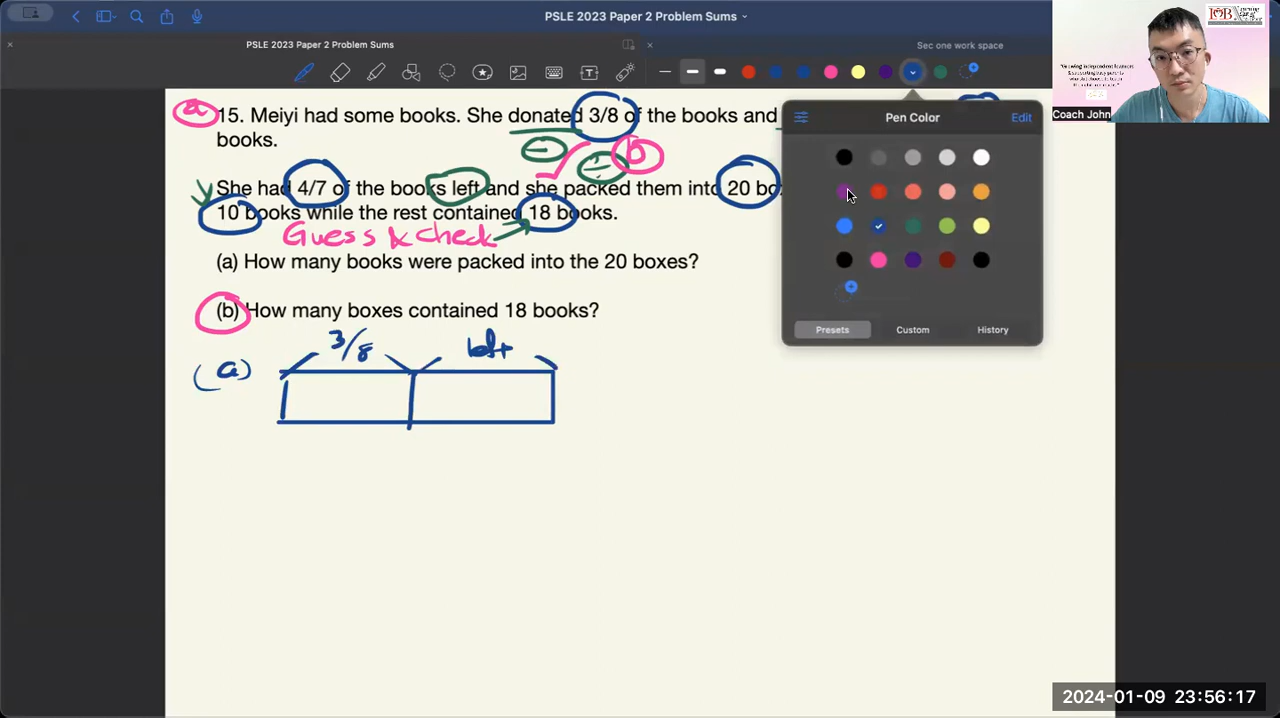 PSLE 2023 Paper 2 Problem Sums
PSLE 2023 Paper 2 Problem Sums
Sec one work space
IOB
Coach John
Pen Color
Edit
Presets
Custom
History
a
15. Meiyi had some books. She donated 3/8 of the books and
books.
b
She had 4/7 of the books left and she packed them into 20 bo
10 books while the rest contained 18 books.
Guess & check
(a) How many books were packed into the 20 boxes?
(b) How many boxes contained 18 books?
3/8 left
(a)
2024-01-09 23:56:17